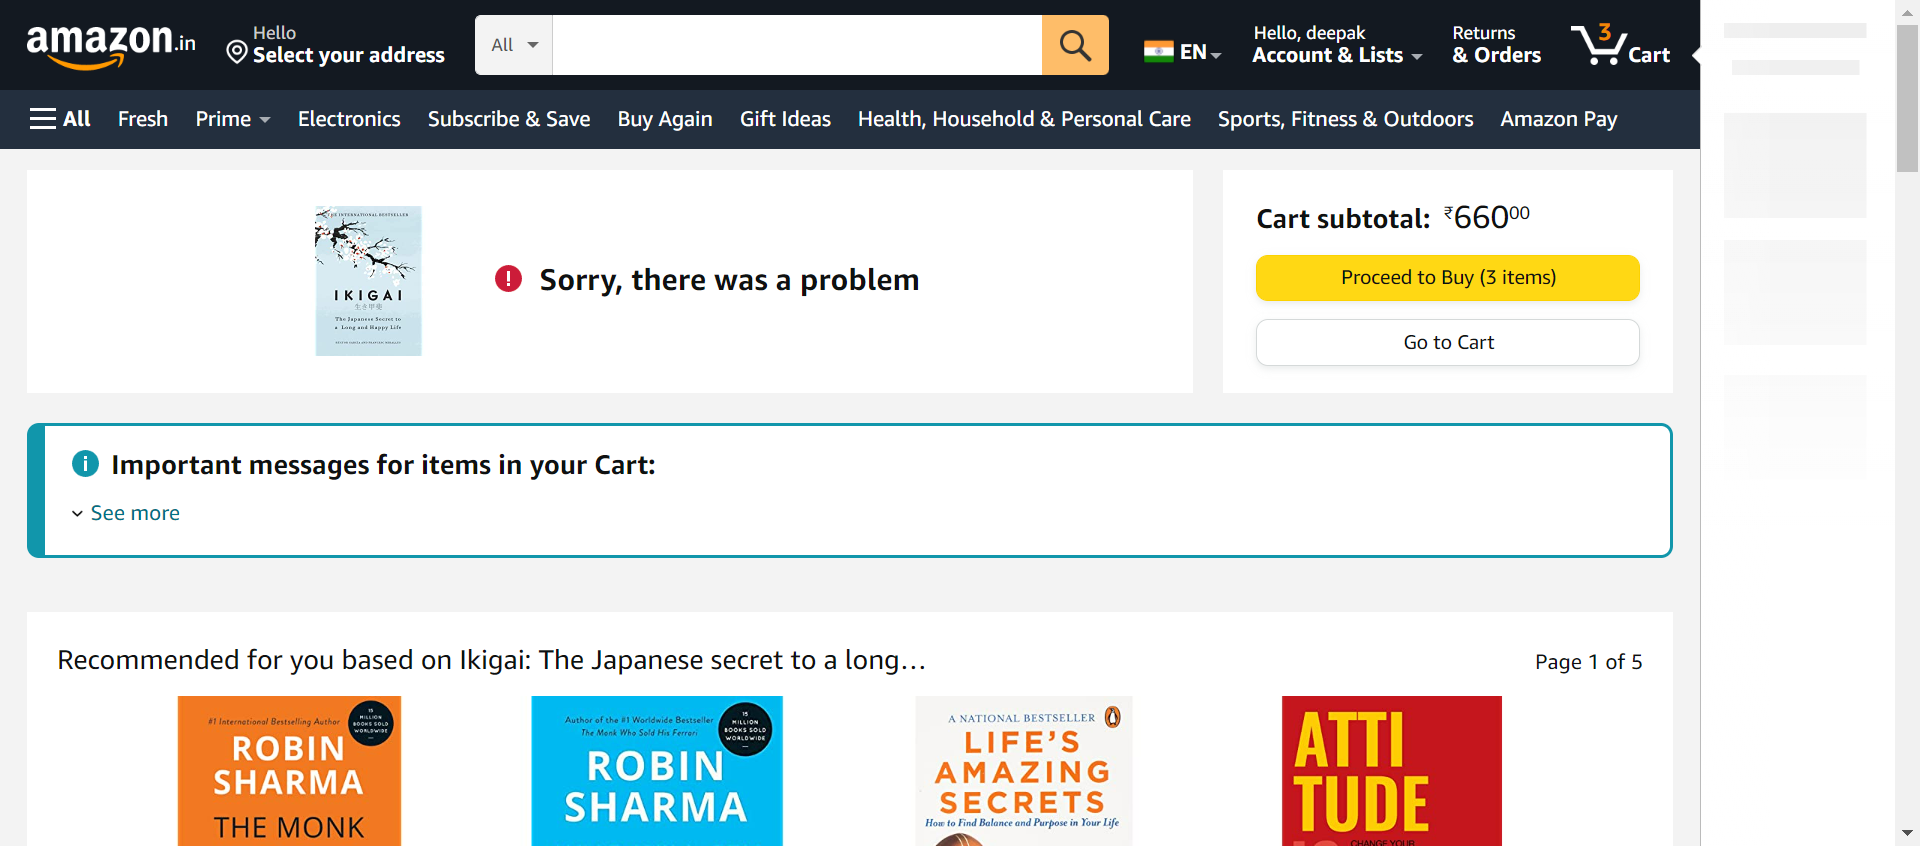 amazon.in
Hello
Select your address
All
EN
Hello, deepak
Account & Lists
Returns
& Orders
3
Cart
All
Fresh
Prime
Electronics
Subscribe & Save
Buy Again
Gift Ideas
Health, Household & Personal Care
Sports, Fitness & Outdoors
Amazon Pay
THE INTERNATIONAL BESTSELLER
IKIGAI
The Japanese Secret to
a Long and Happy Life
Sorry, there was a problem
Cart subtotal: ₹66000
Proceed to Buy (3 items)
Go to Cart
Important messages for items in your Cart:
See more
Recommended for you based on Ikigai: The Japanese secret to a long…
Page 1 of 5
#1 International Bestselling Author
15
MILLION
BOOKS SOLD
WORLDWIDE
ROBIN
SHARMA
THE MONK
Author of the #1 Worldwide Bestseller
The Monk Who Sold His Ferrari
15
MILLION
BOOKS SOLD
WORLDWIDE
ROBIN
SHARMA
A NATIONAL BESTSELLER
LIFE'S
AMAZING
SECRETS
How to Find Balance and Purpose in Your Life
ATTI
TUDE
CHANGE YOUR